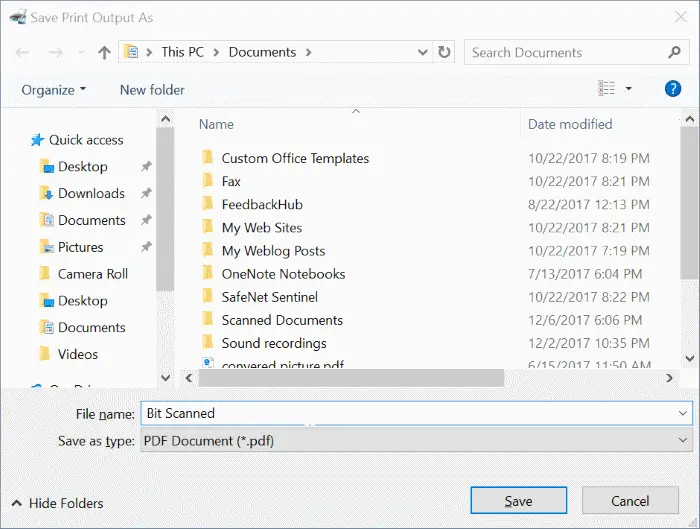 Save Print Output As
This PC Documents
Search Documents
Organize
New folder
Name
Date modified
Quick access
Desktop
Downloads
Documents
Pictures
Camera Roll
Desktop
Documents
Videos
Custom Office Templates 10/22/2017 8:19 PM
Fax 10/22/2017 8:21 PM
FeedbackHub 8/22/2017 12:13 PM
My Web Sites 10/22/2017 8:21 PM
My Weblog Posts 10/22/2017 7:19 PM
OneNote Notebooks 7/13/2017 6:04 PM
SafeNet Sentinel 10/22/2017 8:22 PM
Scanned Documents 12/6/2017 6:06 PM
Sound recordings 12/2/2017 10:35 PM
convered picture.pdf 6/15/2017 11:50 AM
File name: Bit Scanned
Save as type: PDF Document (*.pdf)
Hide Folders
Save
Cancel